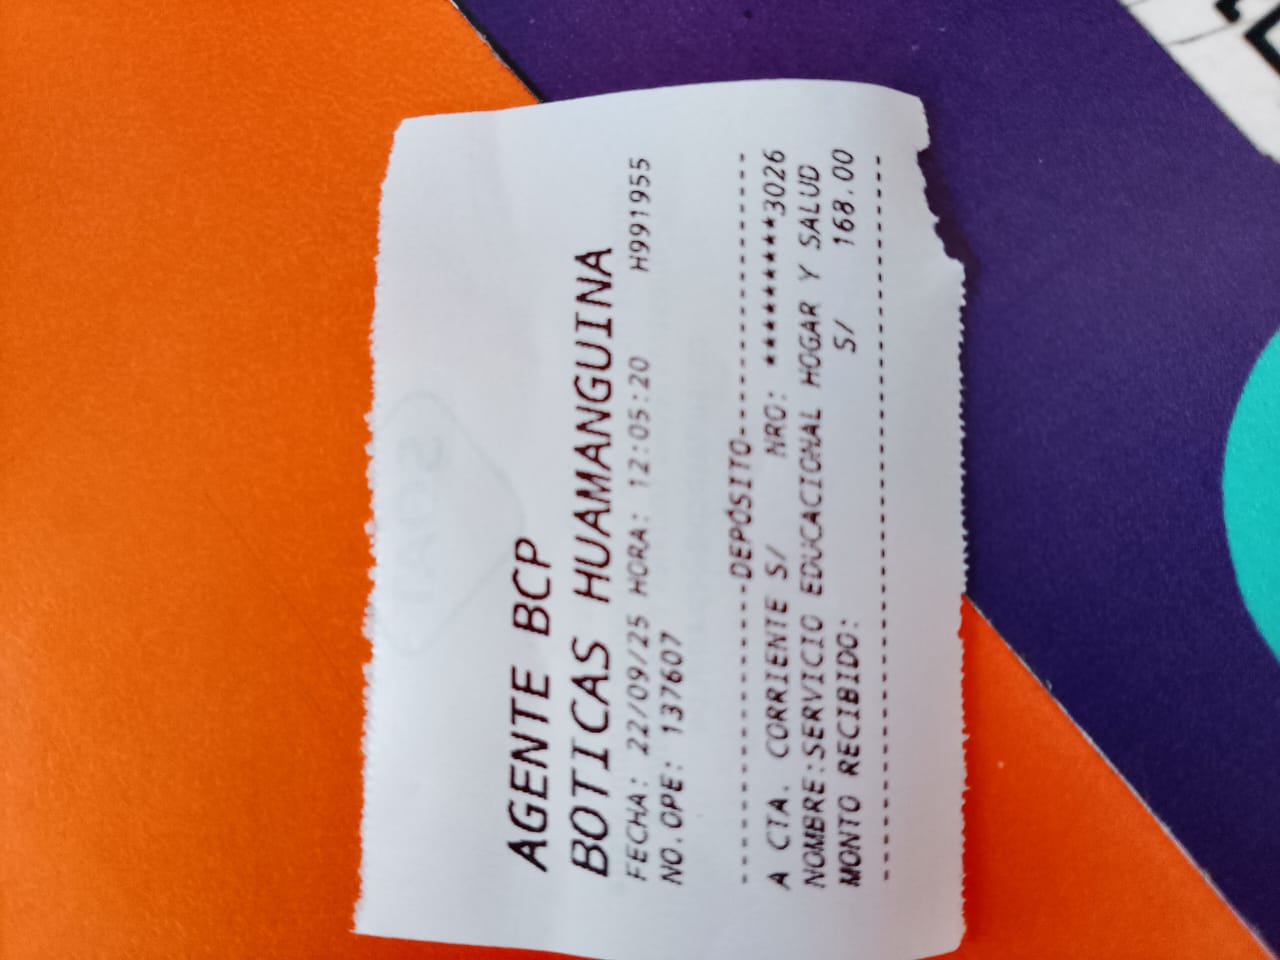 AGENTE BCP
BOTICAS HUAMANGUINA
FECHA: 22/09/25 HORA: 12:05:20 H991955
NO.OPE: 137607
--------------DEPÓSITO--------------
A CTA. CORRIENTE S/ NRO: **********3026
NOMBRE:SERVICIO EDUCACIONAL HOGAR Y SALUD
MONTO RECIBIDO: S/ 168.00